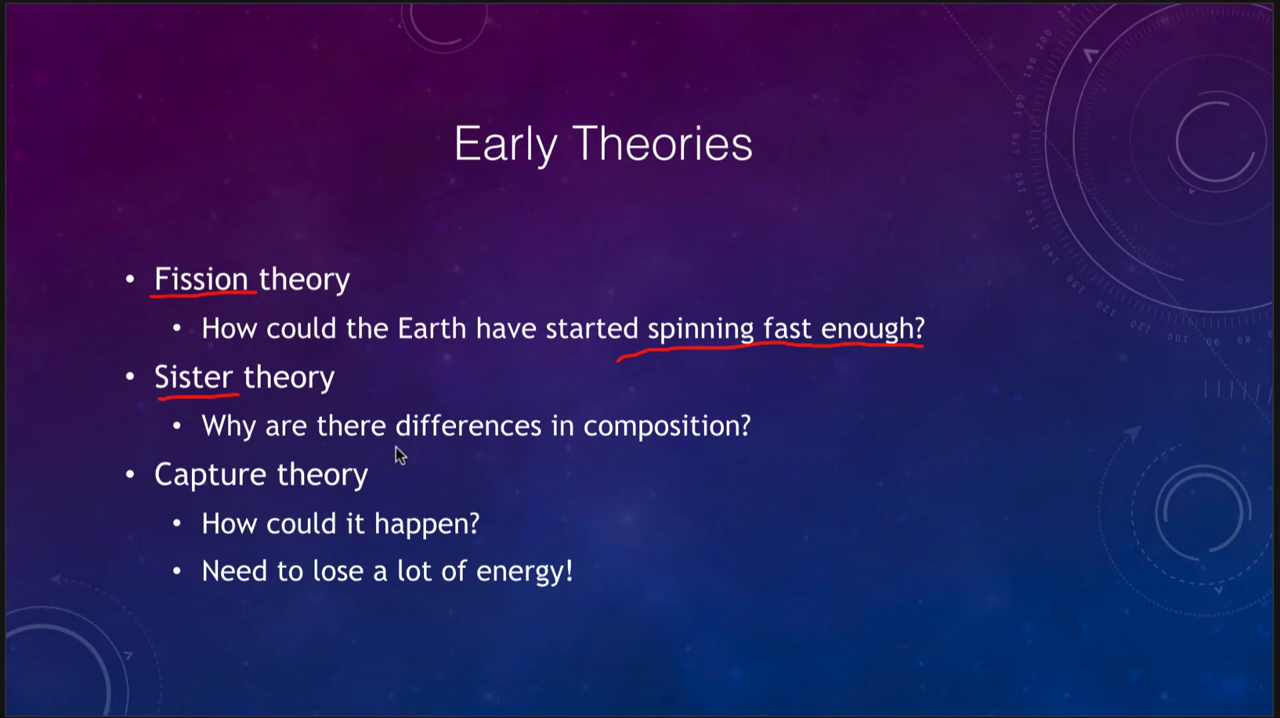 Early Theories
• Fission theory
• How could the Earth have started spinning fast enough?
• Sister theory
• Why are there differences in composition?
• Capture theory
• How could it happen?
• Need to lose a lot of energy!